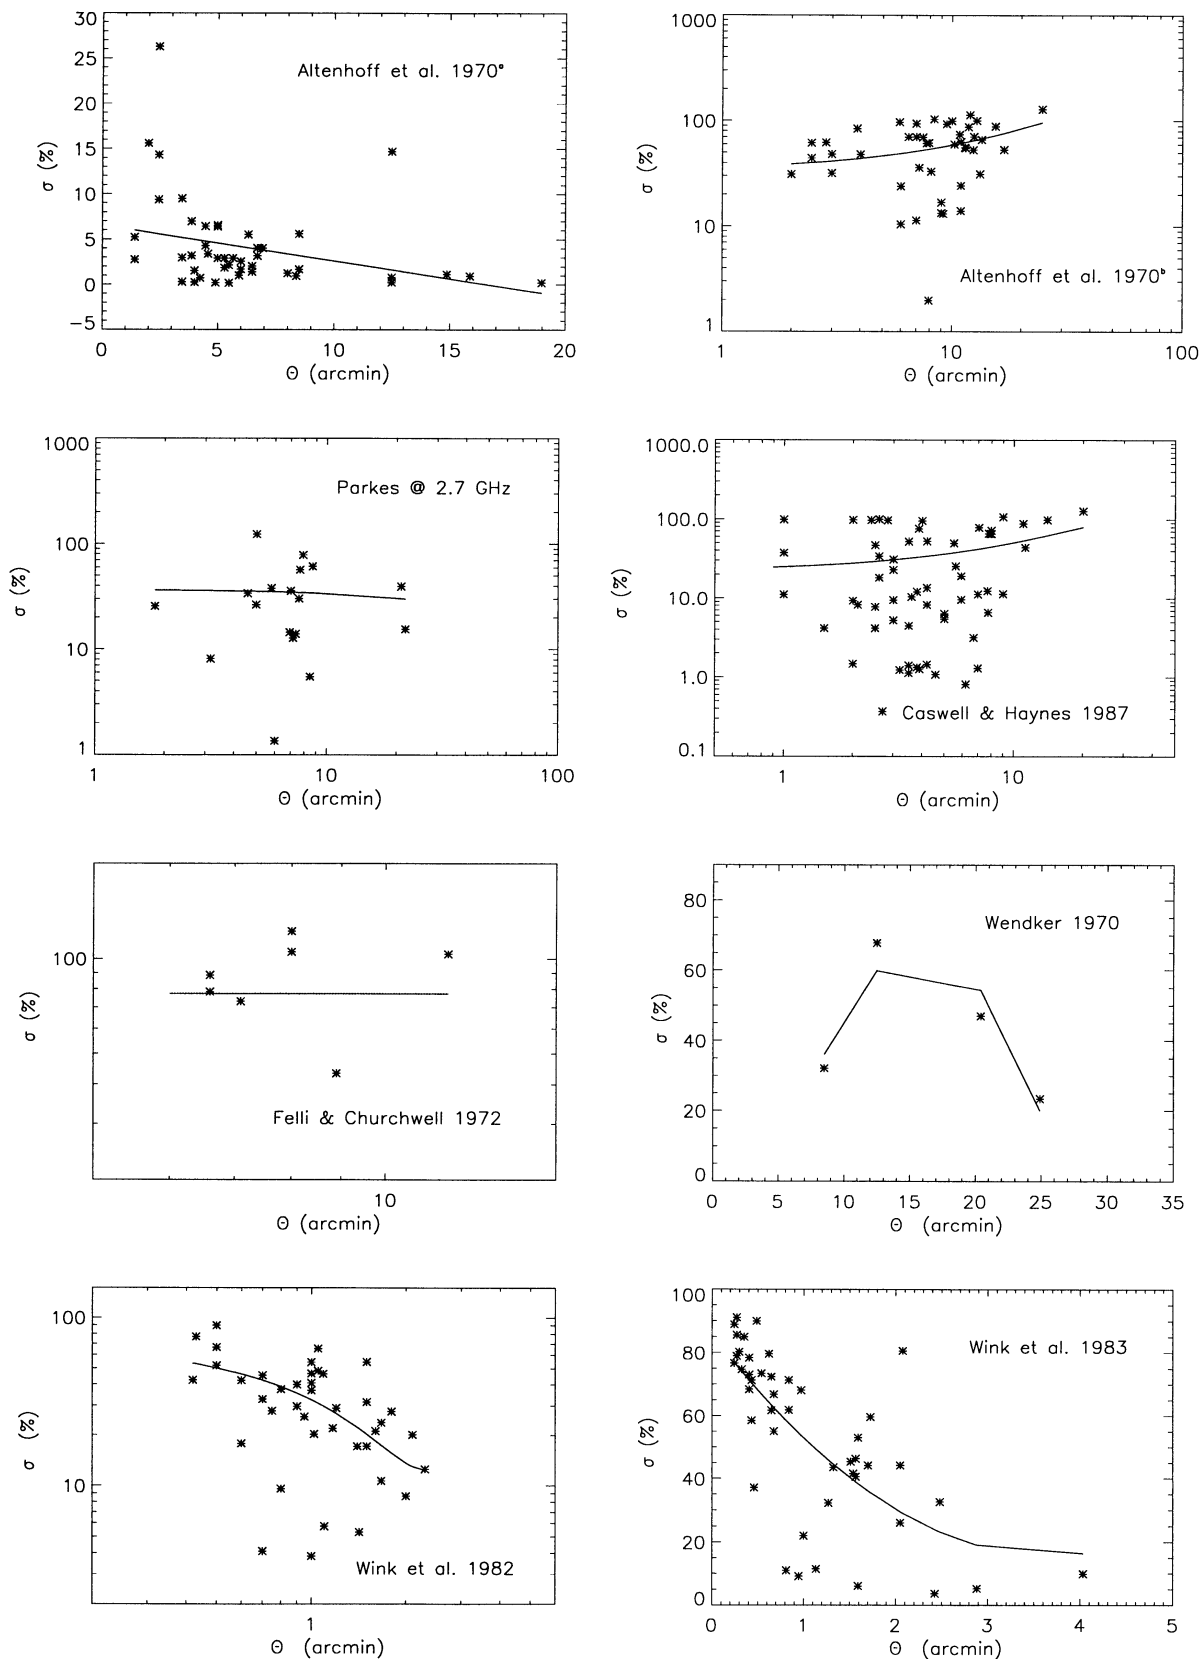 Altenhoff et al. 1970ᵃ
σ (%)
30
25
20
15
10
5
0
−5
0 5 10 15 20
Θ (arcmin)
Altenhoff et al. 1970ᵇ
σ (%)
1000
100
10
1
1 10 100
Θ (arcmin)
Parkes @ 2.7 GHz
σ (%)
1000
100
10
1
1 10 100
Θ (arcmin)
Caswell & Haynes 1987
σ (%)
1000.0
100.0
10.0
1.0
0.1
1 10
Θ (arcmin)
Felli & Churchwell 1972
σ (%)
100
10
Θ (arcmin)
Wendker 1970
σ (%)
80
60
40
20
0
0 5 10 15 20 25 30 35
Θ (arcmin)
Wink et al. 1982
σ (%)
100
10
1
Θ (arcmin)
Wink et al. 1983
σ (%)
100
80
60
40
20
0
0 1 2 3 4 5
Θ (arcmin)